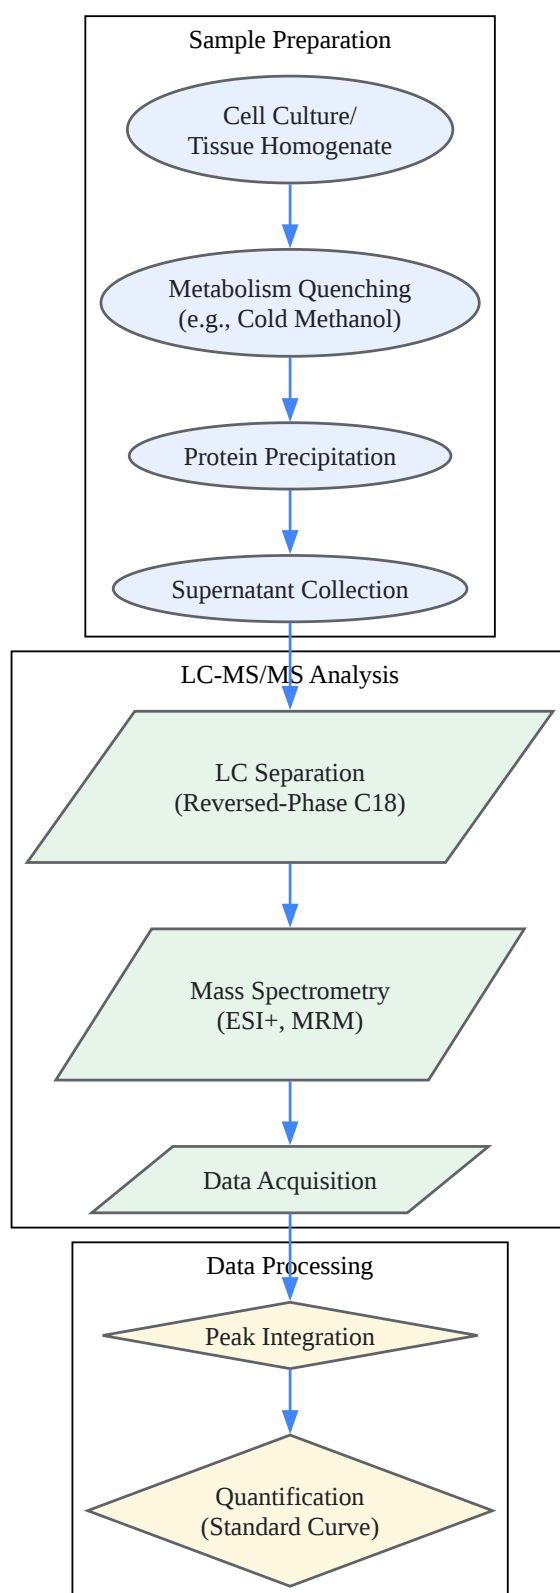 Sample Preparation
Cell Culture/
Tissue Homogenate
Metabolism Quenching
(e.g., Cold Methanol)
Protein Precipitation
Supernatant Collection
LC-MS/MS Analysis
LC Separation
(Reversed-Phase C18)
Mass Spectrometry
(ESI+, MRM)
Data Acquisition
Data Processing
Peak Integration
Quantification
(Standard Curve)